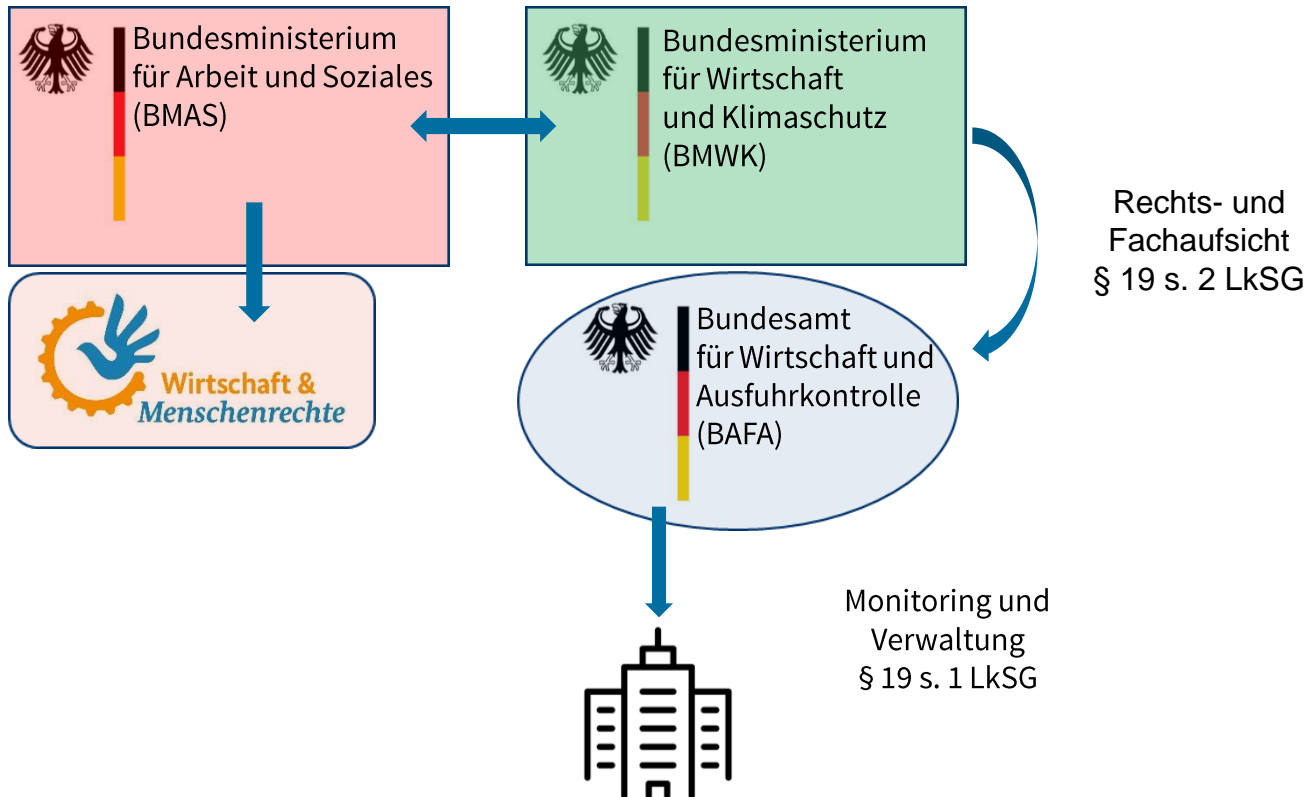 Bundesministerium
für Arbeit und Soziales
(BMAS)
Bundesministerium
für Wirtschaft
und Klimaschutz
(BMWK)
Rechts- und
Fachaufsicht
§ 19 s. 2 LkSG
Wirtschaft &
Menschenrechte
Bundesamt
für Wirtschaft und
Ausfuhrkontrolle
(BAFA)
Monitoring und
Verwaltung
§ 19 s. 1 LkSG